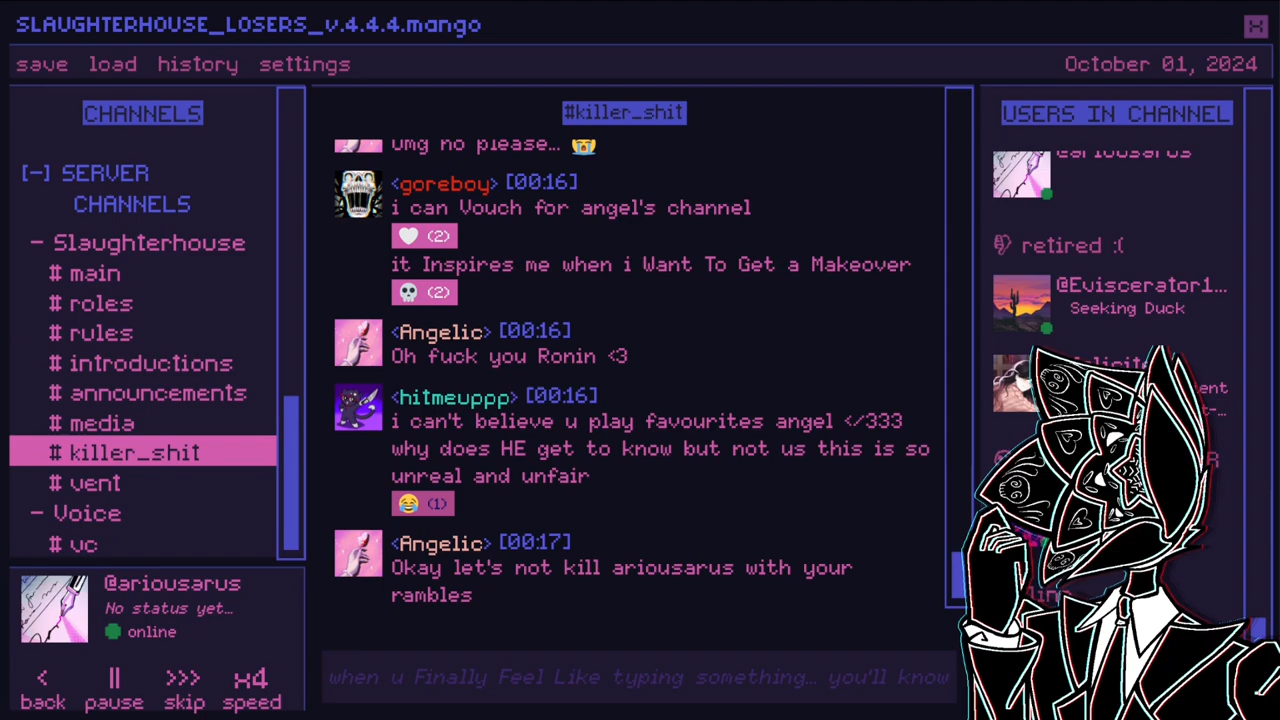 SLAUGHTERHOUSE_LOSERS_v.4.4.4.mango
save load history settings
October 01, 2024
CHANNELS
[-] SERVER
CHANNELS
- Slaughterhouse
# main
# roles
# rules
# introductions
# announcements
# media
# killer_shit
# vent
- Voice
# vc
@ariousarus
No status yet...
online
< || >>> x4
back pause skip speed
#killer_shit
omg no please... 😭
<goreboy> [00:16]
i can Vouch for angel's channel
🤍 (2)
it Inspires me when i Want To Get a Makeover
💀 (2)
<Angelic> [00:16]
Oh fuck you Ronin <3
<hitmeuppp> [00:16]
i can't believe u play favourites angel </333
why does HE get to know but not us this is so
unreal and unfair
😂 (1)
<Angelic> [00:17]
Okay let's not kill ariousarus with your
rambles
when u Finally Feel Like typing something... you'll know
USERS IN CHANNEL
@ariousarus
retired :(
@Eviscerator1...
Seeking Duck